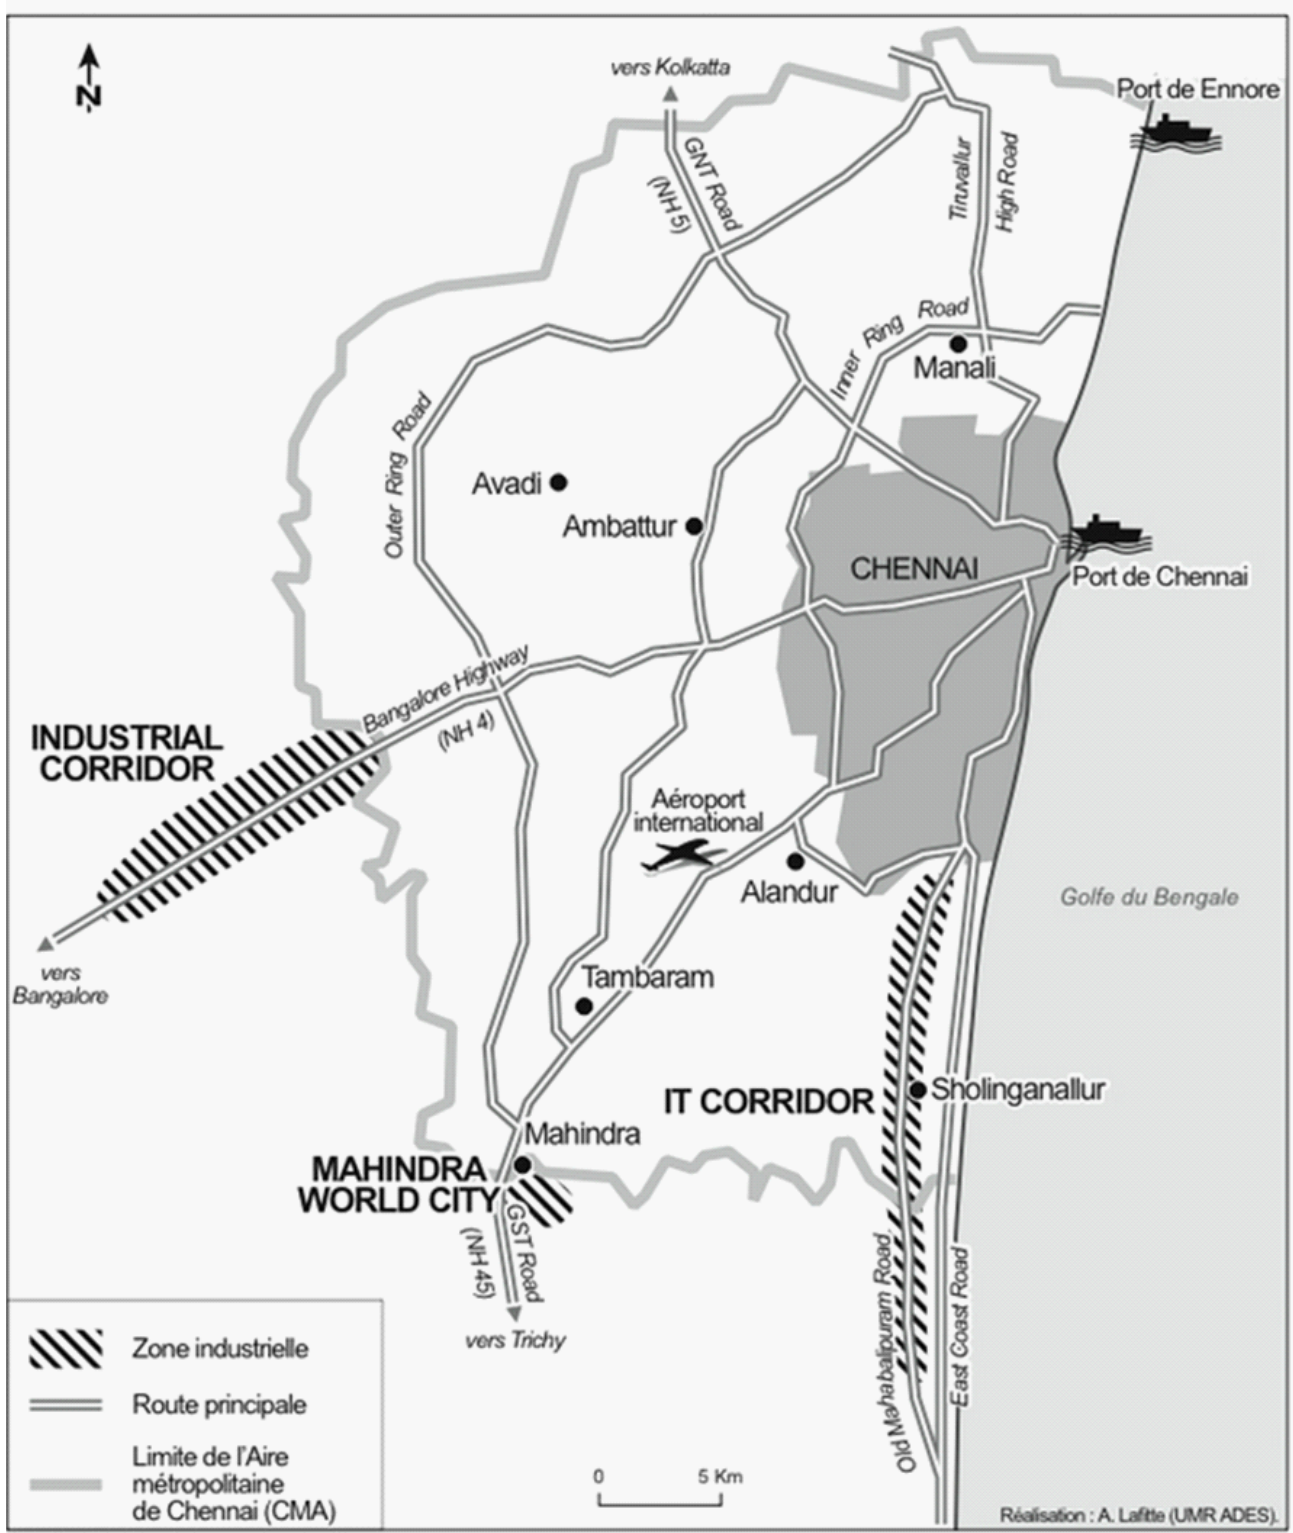 N
vers Kolkatta
Port de Ennore
GNT Road
(NH 5)
Tiruvallur
High Road
Inner Ring Road
Manali
Outer Ring Road
Avadi
Ambattur
CHENNAI
Port de Chennai
Bangalore Highway
(NH 4)
INDUSTRIAL
CORRIDOR
Aéroport
international
Alandur
Golfe du Bengale
vers
Bangalore
Tambaram
IT CORRIDOR
Sholinganallur
Mahindra
MAHINDRA
WORLD CITY
GST Road
(NH 45)
vers Trichy
Old Mahabalipuram Road
East Coast Road
Zone industrielle
Route principale
Limite de l'Aire
métropolitaine
de Chennai (CMA)
0 5 Km
Réalisation : A. Lafitte (UMR ADES).